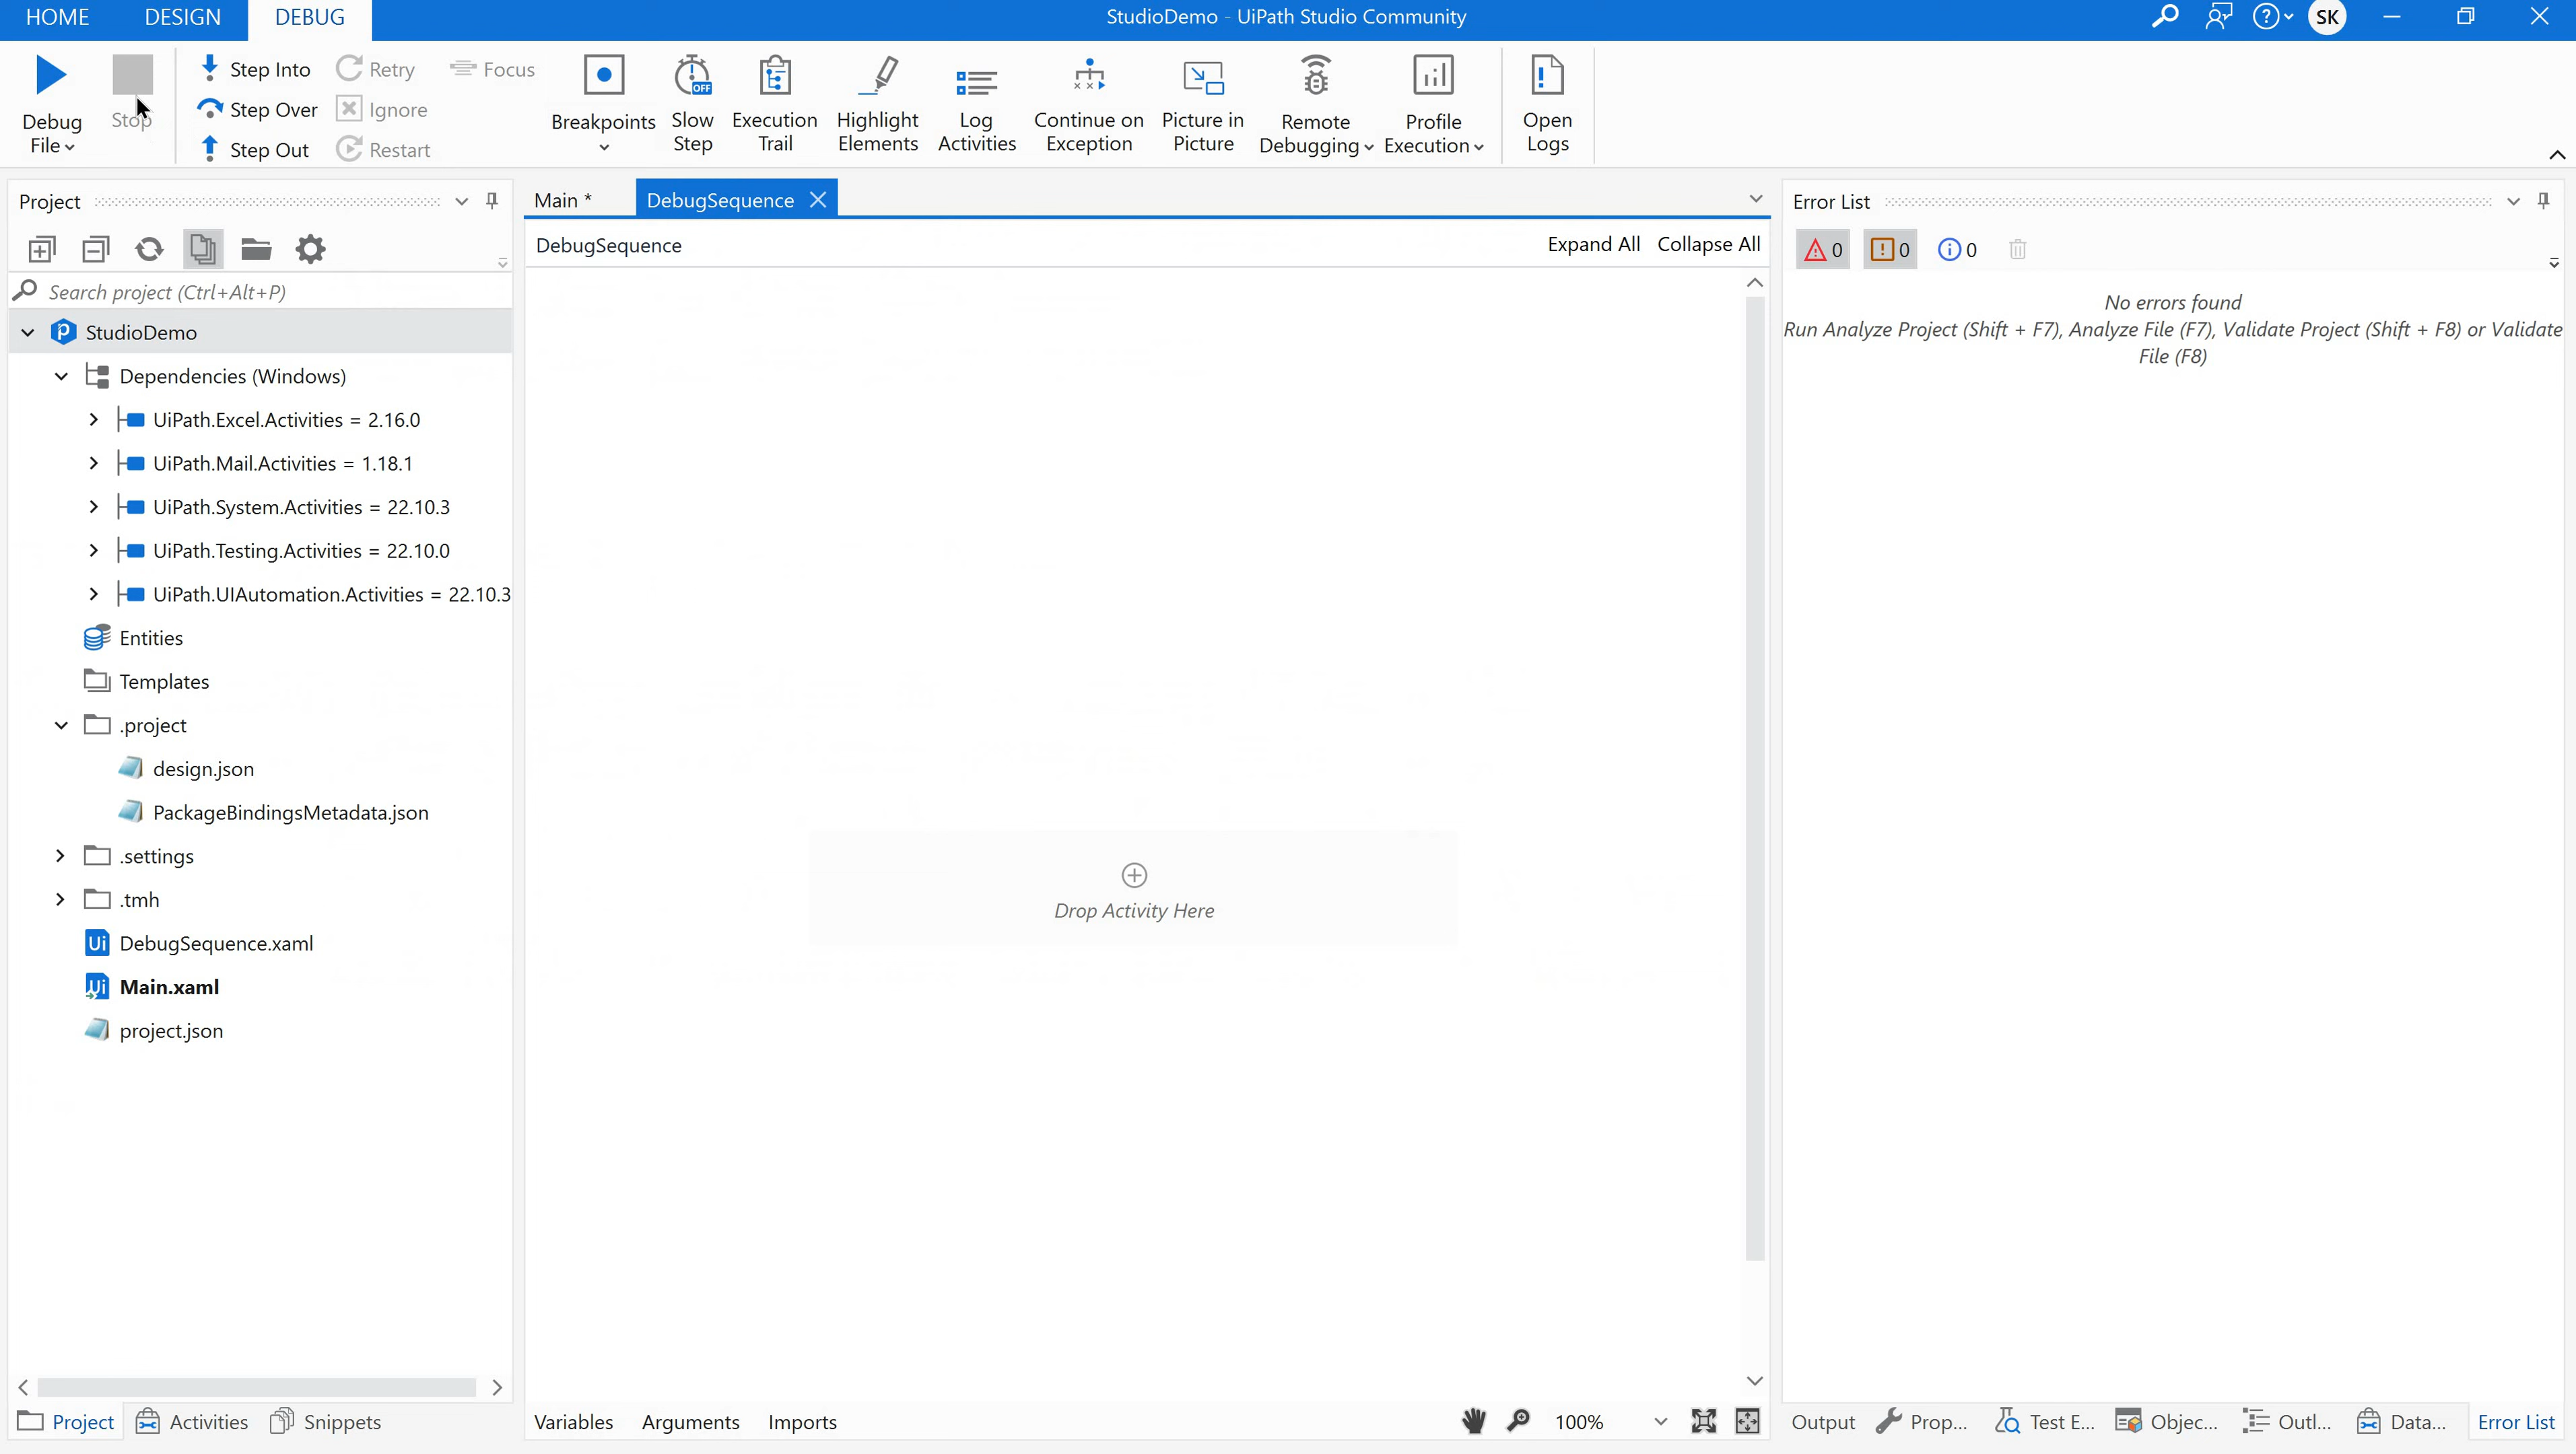 HOME DESIGN DEBUG StudioDemo - UiPath Studio Community SK
Debug File
Stop
Step Into
Step Over
Step Out
Retry
Ignore
Restart
Focus
Breakpoints
Slow Step
OFF
Execution Trail
Highlight Elements
Log Activities
Continue on Exception
Picture in Picture
Remote Debugging
Profile Execution
Open Logs
Project
Search project (Ctrl+Alt+P)
StudioDemo
Dependencies (Windows)
UiPath.Excel.Activities = 2.16.0
UiPath.Mail.Activities = 1.18.1
UiPath.System.Activities = 22.10.3
UiPath.Testing.Activities = 22.10.0
UiPath.UIAutomation.Activities = 22.10.3
Entities
Templates
.project
design.json
PackageBindingsMetadata.json
.settings
.tmh
Ui DebugSequence.xaml
Ui Main.xaml
project.json
Project Activities Snippets
Main * DebugSequence
DebugSequence Expand All Collapse All
Drop Activity Here
Variables Arguments Imports 100%
Error List
0 0 0
No errors found
Run Analyze Project (Shift + F7), Analyze File (F7), Validate Project (Shift + F8) or Validate
File (F8)
Output Prop... Test E... Objec... Outl... Data... Error List